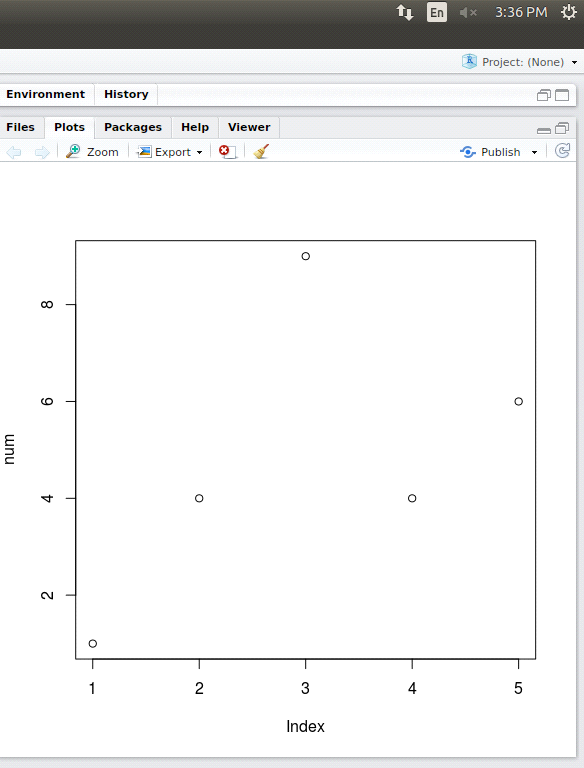 En 3:36 PM
R Project: (None)
Environment History
Files Plots Packages Help Viewer
Zoom Export Publish
8
6
num
4
2
1 2 3 4 5
Index